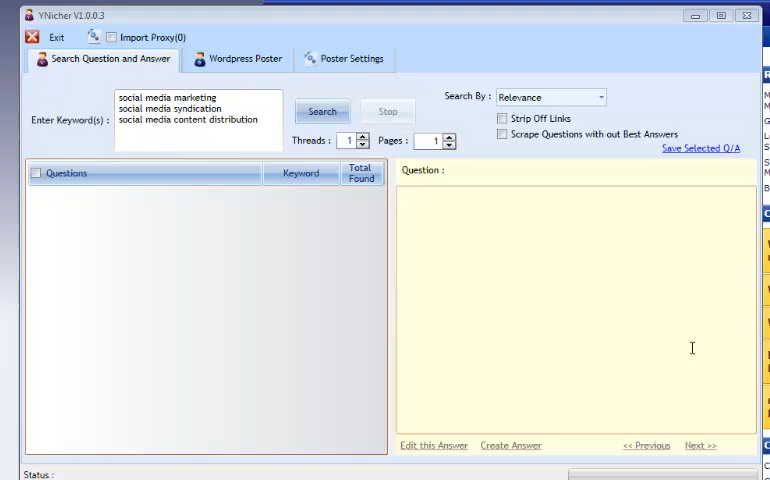 YNicher V1.0.0.3
Exit
Import Proxy(0)
Search Question and Answer
Wordpress Poster
Poster Settings
Enter Keyword(s) :
social media marketing
social media syndication
social media content distribution
Search
Stop
Search By :
Relevance
Strip Off Links
Threads :
1
Pages :
1
Scrape Questions with out Best Answers
Save Selected Q/A
Questions
Keyword
Total
Found
Question :
Edit this Answer
Create Answer
<< Previous
Next >>
Status :